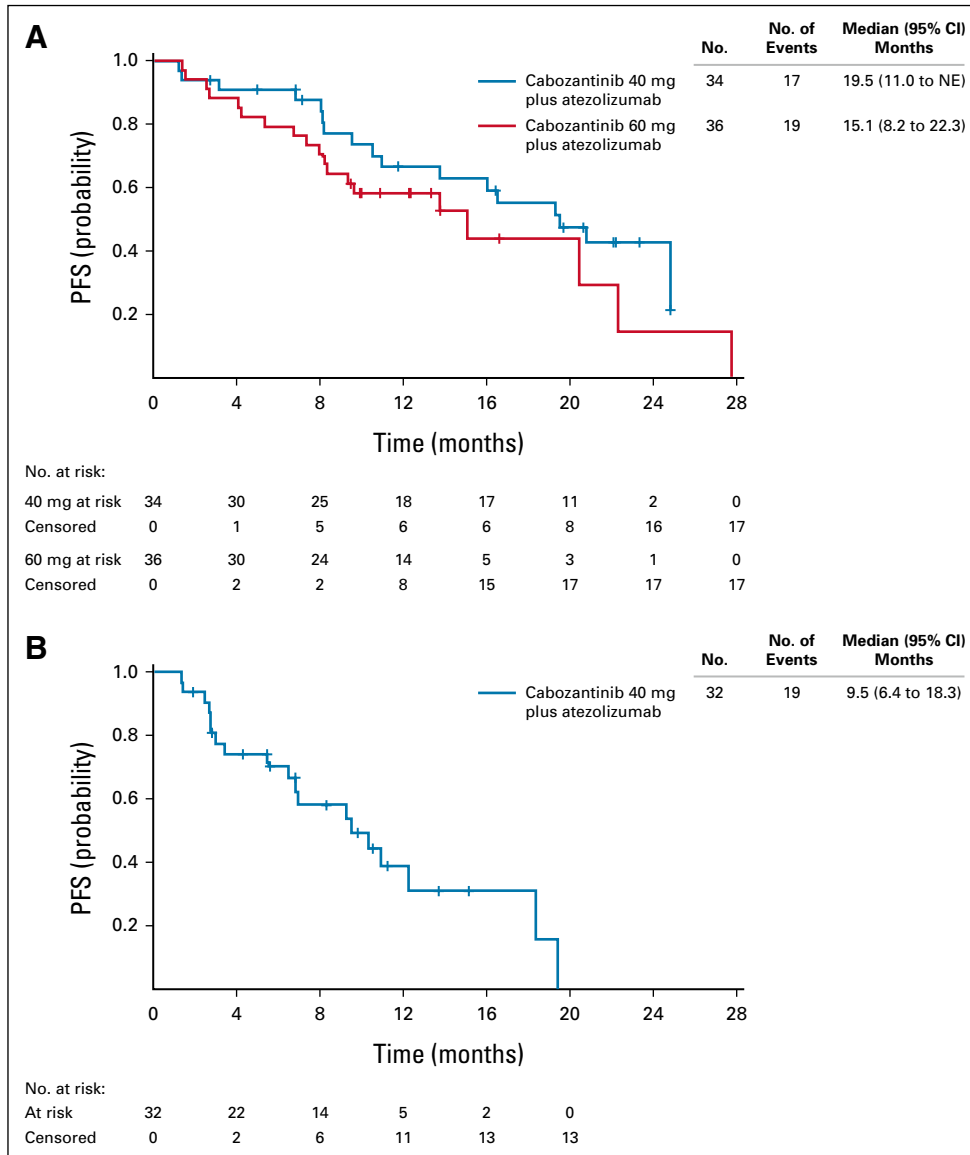 A
No. No. of Events Median (95% CI) Months
Cabozantinib 40 mg plus atezolizumab 34 17 19.5 (11.0 to NE)
Cabozantinib 60 mg plus atezolizumab 36 19 15.1 (8.2 to 22.3)
PFS (probability)
1.0
0.8
0.6
0.4
0.2
0 4 8 12 16 20 24 28
Time (months)
No. at risk:
40 mg at risk 34 30 25 18 17 11 2 0
Censored 0 1 5 6 6 8 16 17
60 mg at risk 36 30 24 14 5 3 1 0
Censored 0 2 2 8 15 17 17 17
B
No. No. of Events Median (95% CI) Months
Cabozantinib 40 mg plus atezolizumab 32 19 9.5 (6.4 to 18.3)
PFS (probability)
1.0
0.8
0.6
0.4
0.2
0 4 8 12 16 20 24 28
Time (months)
No. at risk:
At risk 32 22 14 5 2 0
Censored 0 2 6 11 13 13